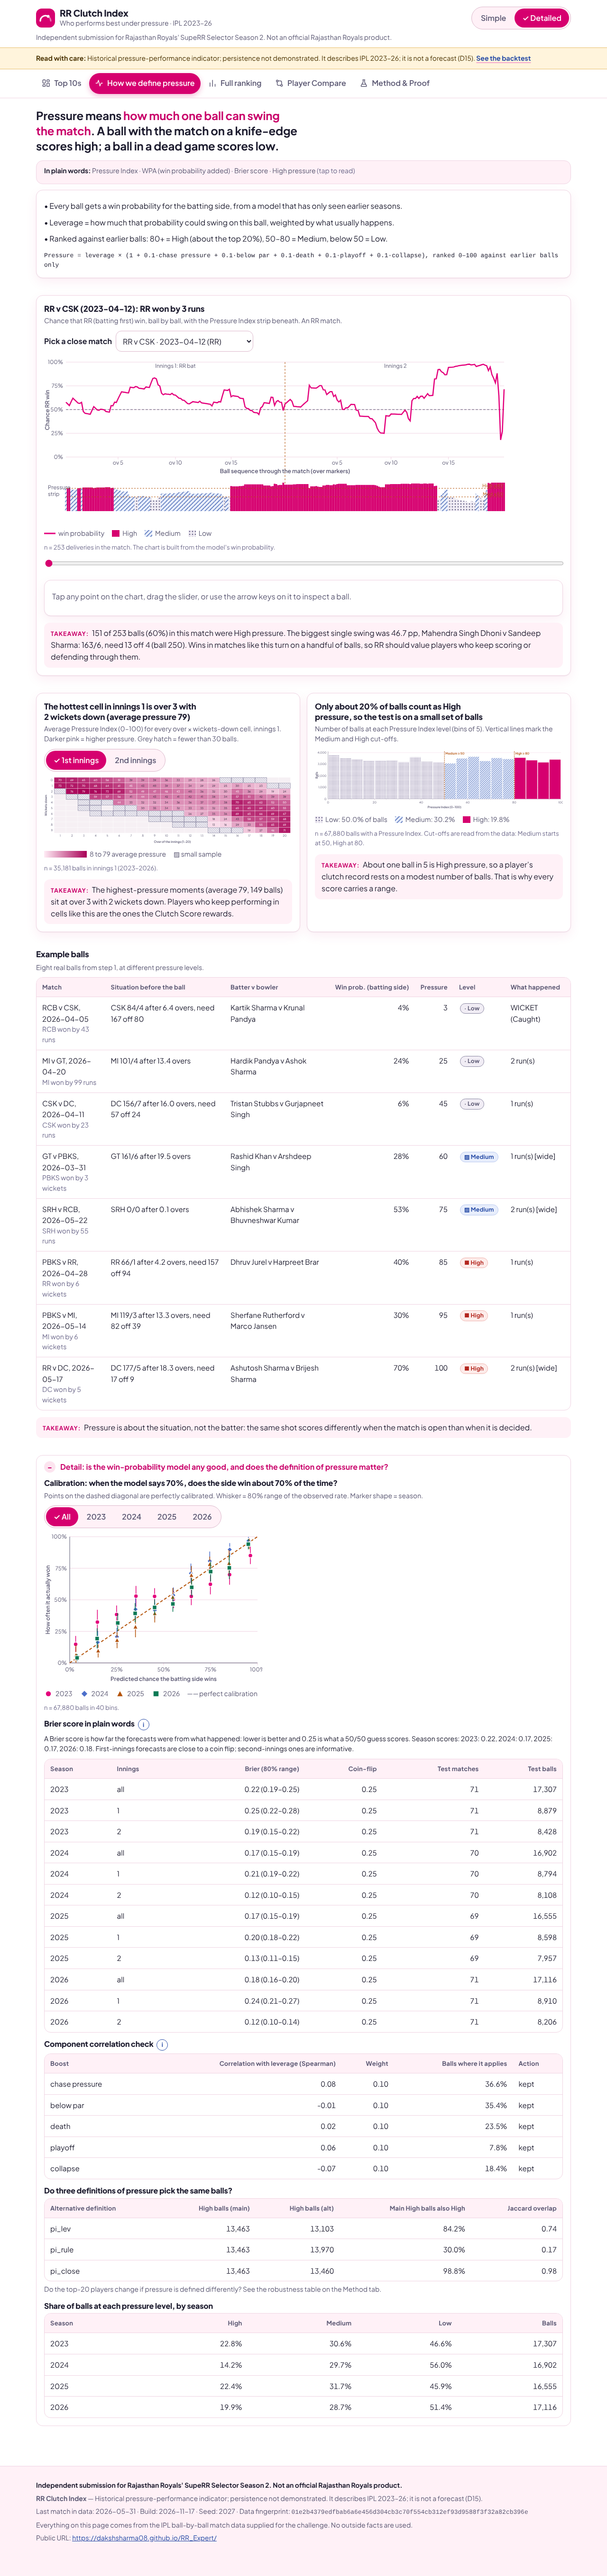 RR Clutch Index
Who performs best under pressure · IPL 2023–26
Simple
✓ Detailed
Independent submission for Rajasthan Royals' SupeRR Selector Season 2. Not an official Rajasthan Royals product.
Read with care: Historical pressure-performance indicator; persistence not demonstrated. It describes IPL 2023-26; it is not a forecast (D15). See the backtest
Top 10s
How we define pressure
Full ranking
Player Compare
Method & Proof
Pressure means how much one ball can swing
the match. A ball with the match on a knife-edge
scores high; a ball in a dead game scores low.
In plain words: Pressure Index · WPA (win probability added) · Brier score · High pressure (tap to read)
• Every ball gets a win probability for the batting side, from a model that has only seen earlier seasons.
• Leverage = how much that probability could swing on this ball, weighted by what usually happens.
• Ranked against earlier balls: 80+ = High (about the top 20%), 50–80 = Medium, below 50 = Low.
Pressure = leverage × (1 + 0.1·chase pressure + 0.1·below par + 0.1·death + 0.1·playoff + 0.1·collapse), ranked 0–100 against earlier balls
only
RR v CSK (2023-04-12): RR won by 3 runs
Chance that RR (batting first) win, ball by ball, with the Pressure Index strip beneath. An RR match.
Pick a close match
RR v CSK · 2023-04-12 (RR)
100%
75%
50%
25%
0%
Chance RR win
Innings 1: RR bat
Innings 2
ov 5
ov 10
ov 15
ov 5
ov 10
ov 15
Ball sequence through the match (over markers)
Pressure
strip
win probability
High
Medium
Low
n = 253 deliveries in the match. The chart is built from the model's win probability.
Tap any point on the chart, drag the slider, or use the arrow keys on it to inspect a ball.
TAKEAWAY: 151 of 253 balls (60%) in this match were High pressure. The biggest single swing was 46.7 pp, Mahendra Singh Dhoni v Sandeep
Sharma: 163/6, need 13 off 4 (ball 250). Wins in matches like this turn on a handful of balls, so RR should value players who keep scoring or
defending through them.
The hottest cell in innings 1 is over 3 with
2 wickets down (average pressure 79)
Average Pressure Index (0–100) for every over × wickets-down cell, innings 1.
Darker pink = higher pressure. Grey hatch = fewer than 30 balls.
✓ 1st innings
2nd innings
8 to 79 average pressure
small sample
n = 35,181 balls in innings 1 (2023–2026).
TAKEAWAY: The highest-pressure moments (average 79, 149 balls)
sit at over 3 with 2 wickets down. Players who keep performing in
cells like this are the ones the Clutch Score rewards.
Only about 20% of balls count as High
pressure, so the test is on a small set of balls
Number of balls at each Pressure Index level (bins of 5). Vertical lines mark the
Medium and High cut-offs.
Low: 50.0% of balls
Medium: 30.2%
High: 19.8%
n = 67,880 balls with a Pressure Index. Cut-offs are read from the data: Medium starts
at 50, High at 80.
TAKEAWAY: About one ball in 5 is High pressure, so a player's
clutch record rests on a modest number of balls. That is why every
score carries a range.
Example balls
Eight real balls from step 1, at different pressure levels.
Match
Situation before the ball
Batter v bowler
Win prob. (batting side)
Pressure
Level
What happened
RCB v CSK, 2026-04-05
RCB won by 43 runs
CSK 84/4 after 6.4 overs, need 167 off 80
Kartik Sharma v Krunal Pandya
4%
3
· Low
WICKET (Caught)
MI v GT, 2026-04-20
MI won by 99 runs
MI 101/4 after 13.4 overs
Hardik Pandya v Ashok Sharma
24%
25
· Low
2 run(s)
CSK v DC, 2026-04-11
CSK won by 23 runs
DC 156/7 after 16.0 overs, need 57 off 24
Tristan Stubbs v Gurjapneet Singh
6%
45
· Low
1 run(s)
GT v PBKS, 2026-03-31
PBKS won by 3 wickets
GT 161/6 after 19.5 overs
Rashid Khan v Arshdeep Singh
28%
60
Medium
1 run(s) [wide]
SRH v RCB, 2026-05-22
SRH won by 55 runs
SRH 0/0 after 0.1 overs
Abhishek Sharma v Bhuvneshwar Kumar
53%
75
Medium
2 run(s) [wide]
PBKS v RR, 2026-04-28
RR won by 6 wickets
RR 66/1 after 4.2 overs, need 157 off 94
Dhruv Jurel v Harpreet Brar
40%
85
High
1 run(s)
PBKS v MI, 2026-05-14
MI won by 6 wickets
MI 119/3 after 13.3 overs, need 82 off 39
Sherfane Rutherford v Marco Jansen
30%
95
High
1 run(s)
RR v DC, 2026-05-17
DC won by 5 wickets
DC 177/5 after 18.3 overs, need 17 off 9
Ashutosh Sharma v Brijesh Sharma
70%
100
High
2 run(s) [wide]
TAKEAWAY: Pressure is about the situation, not the batter: the same shot scores differently when the match is open than when it is decided.
– Detail: is the win-probability model any good, and does the definition of pressure matter?
Calibration: when the model says 70%, does the side win about 70% of the time?
Points on the dashed diagonal are perfectly calibrated. Whisker = 80% range of the observed rate. Marker shape = season.
✓ All
2023
2024
2025
2026
100%
75%
50%
25%
0%
How often it actually won
0%
25%
50%
75%
100%
Predicted chance the batting side wins
2023
2024
2025
2026
perfect calibration
n = 67,880 balls in 40 bins.
Brier score in plain words i
A Brier score is how far the forecasts were from what happened: lower is better and 0.25 is what a 50/50 guess scores. Season scores: 2023: 0.22, 2024: 0.17, 2025:
0.17, 2026: 0.18. First-innings forecasts are close to a coin flip; second-innings ones are informative.
Season Innings Brier (80% range) Coin-flip Test matches Test balls
2023 all 0.22 (0.19–0.25) 0.25 71 17,307
2023 1 0.25 (0.22–0.28) 0.25 71 8,879
2023 2 0.19 (0.15–0.22) 0.25 71 8,428
2024 all 0.17 (0.15–0.19) 0.25 70 16,902
2024 1 0.21 (0.19–0.22) 0.25 70 8,794
2024 2 0.12 (0.10–0.15) 0.25 70 8,108
2025 all 0.17 (0.15–0.19) 0.25 69 16,555
2025 1 0.20 (0.18–0.22) 0.25 69 8,598
2025 2 0.13 (0.11–0.15) 0.25 69 7,957
2026 all 0.18 (0.16–0.20) 0.25 71 17,116
2026 1 0.24 (0.21–0.27) 0.25 71 8,910
2026 2 0.12 (0.10–0.14) 0.25 71 8,206
Component correlation check i
Boost Correlation with leverage (Spearman) Weight Balls where it applies Action
chase pressure 0.08 0.10 36.6% kept
below par -0.01 0.10 35.4% kept
death 0.02 0.10 23.5% kept
playoff 0.06 0.10 7.8% kept
collapse -0.07 0.10 18.4% kept
Do three definitions of pressure pick the same balls?
Alternative definition High balls (main) High balls (alt) Main High balls also High Jaccard overlap
pi_lev 13,463 13,103 84.2% 0.74
pi_rule 13,463 13,970 30.0% 0.17
pi_close 13,463 13,460 98.8% 0.98
Do the top-20 players change if pressure is defined differently? See the robustness table on the Method tab.
Share of balls at each pressure level, by season
Season High Medium Low Balls
2023 22.8% 30.6% 46.6% 17,307
2024 14.2% 29.7% 56.0% 16,902
2025 22.4% 31.7% 45.9% 16,555
2026 19.9% 28.7% 51.4% 17,116
Independent submission for Rajasthan Royals' SupeRR Selector Season 2. Not an official Rajasthan Royals product.
RR Clutch Index — Historical pressure-performance indicator; persistence not demonstrated. It describes IPL 2023-26; it is not a forecast (D15).
Last match in data: 2026-05-31 · Build: 2026-11-17 · Seed: 2027 · Data fingerprint:
Everything on this page comes from the IPL ball-by-ball match data supplied for the challenge. No outside facts are used.
Public URL: https://dakshsharma08.github.io/RR_Expert/